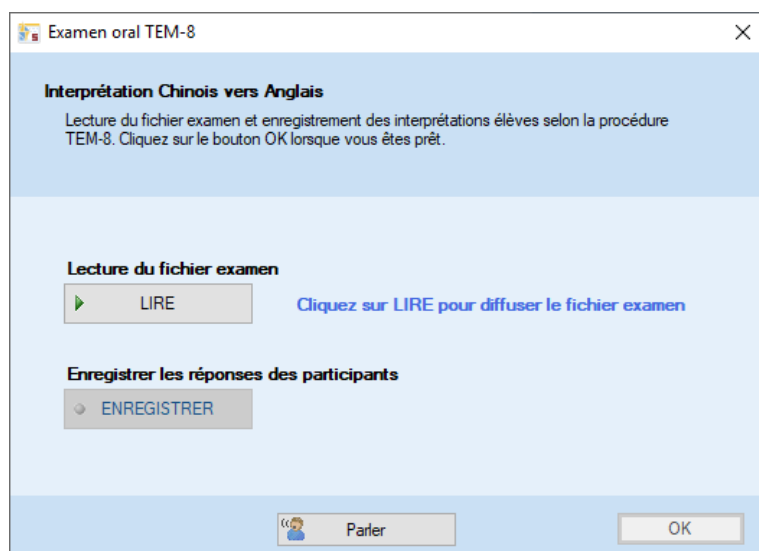 Examen oral TEM-8
Interprétation Chinois vers Anglais
Lecture du fichier examen et enregistrement des interprétations élèves selon la procédure
TEM-8. Cliquez sur le bouton OK lorsque vous êtes prêt.
Lecture du fichier examen
LIRE
Cliquez sur LIRE pour diffuser le fichier examen
Enregistrer les réponses des participants
ENREGISTRER
Parler
OK